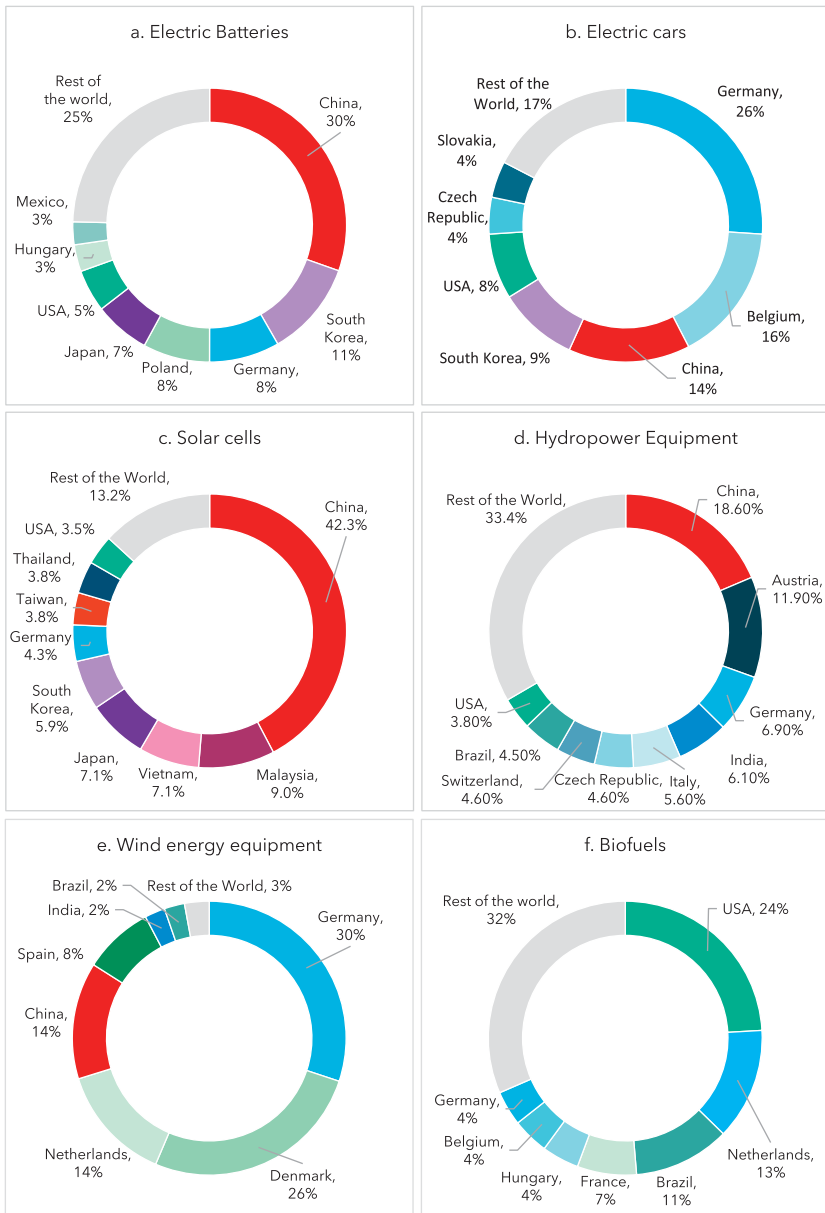 a. Electric Batteries
Rest of
the world,
25%
China,
30%
Mexico,
3%
Hungary,
3%
USA, 5%
Japan, 7%
Poland,
8%
Germany,
8%
South
Korea,
11%
b. Electric cars
Rest of the
World, 17%
Germany,
26%
Slovakia,
4%
Czech
Republic,
4%
USA, 8%
South Korea, 9%
China,
14%
Belgium,
16%
c. Solar cells
Rest of the World,
13.2%
China,
42.3%
USA, 3.5%
Thailand,
3.8%
Taiwan,
3.8%
Germany
4.3%
South
Korea,
5.9%
Japan,
7.1%
Vietnam,
7.1%
Malaysia,
9.0%
d. Hydropower Equipment
Rest of the World,
33.4%
China,
18.60%
Austria,
11.90%
Germany,
6.90%
India,
6.10%
Italy,
5.60%
Czech Republic,
4.60%
Switzerland,
4.60%
Brazil, 4.50%
USA,
3.80%
e. Wind energy equipment
Brazil, 2%
Rest of the World, 3%
India, 2%
Germany,
30%
Spain, 8%
China,
14%
Netherlands,
14%
Denmark,
26%
f. Biofuels
Rest of the world,
32%
USA, 24%
Germany,
4%
Belgium,
4%
Hungary,
4%
France,
7%
Brazil,
11%
Netherlands,
13%